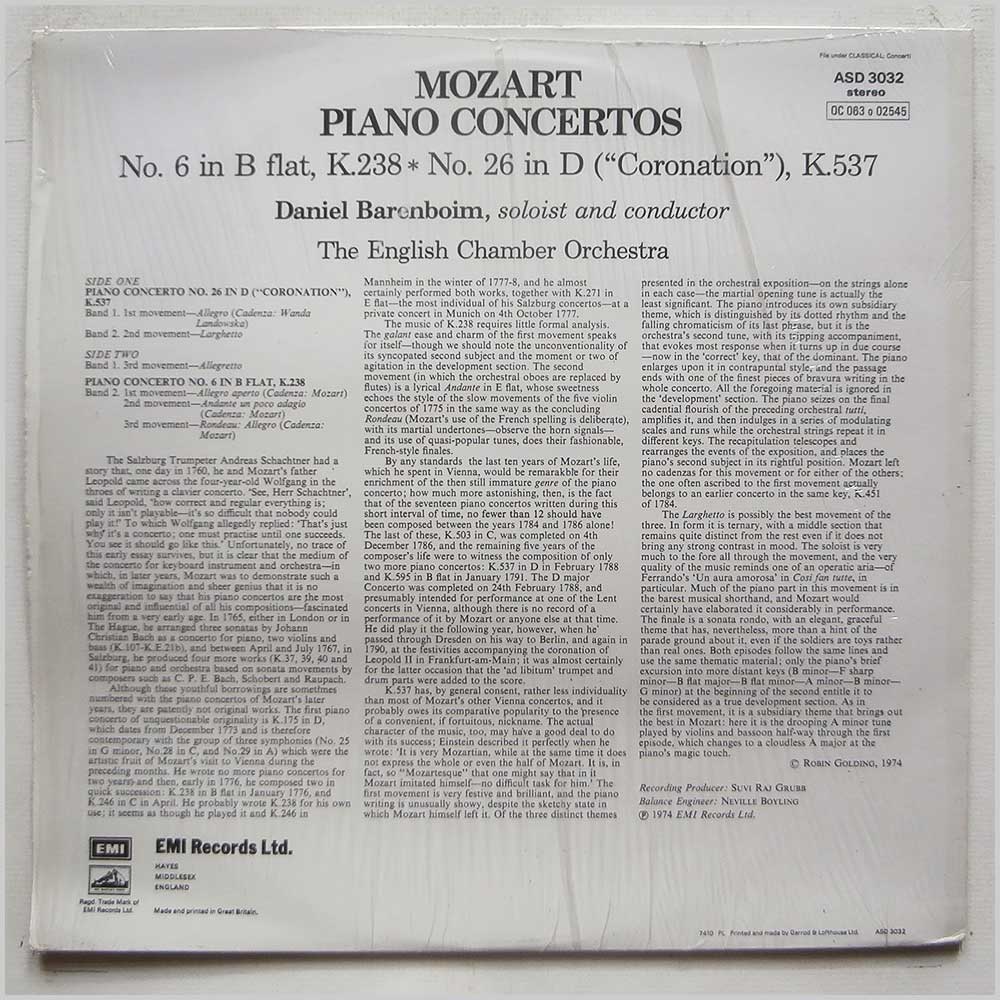 File under CLASSICAL: Concerti
ASD 3032
stereo
OC 063 o 02545
MOZART
PIANO CONCERTOS
No. 6 in B flat, K.238 * No. 26 in D (“Coronation”), K.537
Daniel Barenboim, soloist and conductor
The English Chamber Orchestra
SIDE ONE
PIANO CONCERTO NO. 26 IN D (“CORONATION”),
K.537
Band 1. 1st movement—Allegro (Cadenza: Wanda
Landowska)
Band 2. 2nd movement—Larghetto
SIDE TWO
Band 1. 3rd movement—Allegretto
PIANO CONCERTO NO. 6 IN B FLAT, K.238
Band 2. 1st movement—Allegro aperto (Cadenza: Mozart)
2nd movement—Andante un poco adagio
(Cadenza: Mozart)
3rd movement—Rondeau: Allegro (Cadenza:
Mozart)
The Salzburg Trumpeter Andreas Schachtner had a
story that, one day in 1760, he and Mozart's father
Leopold came across the four-year-old Wolfgang in the
throes of writing a clavier concerto. 'See, Herr Schachtner',
said Leopold, 'how correct and regular everything is;
only it isn't playable—it's so difficult that nobody could
play it!' To which Wolfgang allegedly replied: 'That's just
why it's a concerto; one must practise until one succeeds.
You see it should go like this.' Unfortunately, no trace of
this early essay survives, but it is clear that the medium of
the concerto for keyboard instrument and orchestra—in
which, in later years, Mozart was to demonstrate such a
wealth of imagination and sheer genius that it is no
exaggeration to say that his piano concertos are the most
original and influential of all his compositions—fascinated
him from a very early age. In 1765, either in London or in
The Hague, he arranged three sonatas by Johann
Christian Bach as a concerto for piano, two violins and
bass (K.107-K.E.21b), and between April and July 1767, in
Salzburg, he produced four more works (K.37, 39, 40 and
41) for piano and orchestra based on sonata movements by
composers such as C. P. E. Bach, Schobert and Raupach.
Although these youthful borrowings are sometmes
numbered with the piano concertos of Mozart's later
years, they are patently not original works. The first piano
concerto of unquestionable originality is K.175 in D,
which dates from December 1773 and is therefore
contemporary with the group of three symphonies (No. 25
in G minor, No.28 in C, and No.29 in A) which were the
artistic fruit of Mozart's visit to Vienna during the
preceding months. He wrote no more piano concertos for
two years and then, early in 1776, he composed two in
quick succession: K.238 in B flat in January 1776, and
K.246 in C in April. He probably wrote K.238 for his own
use; it seems as though he played it and K.246 in
Mannheim in the winter of 1777-8, and he almost
certainly performed both works, together with K.271 in
E flat—the most individual of his Salzburg concertos—at a
private concert in Munich on 4th October 1777.
The music of K.238 requires little formal analysis.
The galant ease and charm of the first movement speaks
for itself—though we should note the unconventionality of
its syncopated second subject and the moment or two of
agitation in the development section. The second
movement (in which the orchestral oboes are replaced by
flutes) is a lyrical Andante in E flat, whose sweetness
echoes the style of the slow movements of the five violin
concertos of 1775 in the same way as the concluding
Rondeau (Mozart's use of the French spelling is deliberate),
with its martial undertones—observe the horn signals—
and its use of quasi-popular tunes, does their fashionable,
French-style finales.
By any standards the last ten years of Mozart's life,
which he spent in Vienna, would be remarkable for their
enrichment of the then still immature genre of the piano
concerto; how much more astonishing, then, is the fact
that of the seventeen piano concertos written during this
short interval of time, no fewer than 12 should have
been composed between the years 1784 and 1786 alone!
The last of these, K.503 in C, was completed on 4th
December 1786, and the remaining five years of the
composer's life were to witness the composition of only
two more piano concertos: K.537 in D in February 1788
and K.595 in B flat in January 1791. The D major
Concerto was completed on 24th February 1788, and
presumably intended for performance at one of the Lent
concerts in Vienna, although there is no record of a
performance of it by Mozart or anyone else at that time.
He did play it the following year, however, when he
passed through Dresden on his way to Berlin, and again in
1790, at the festivities accompanying the coronation of
Leopold II in Frankfurt-am-Main; it was almost certainly
for the latter occasion that the 'ad libitum' trumpet and
drum parts were added to the score.
K.537 has, by general consent, rather less individuality
than most of Mozart's other Vienna concertos, and it
probably owes its comparative popularity to the presence
of a convenient, if fortuitous, nickname. The actual
character of the music, too, may have a good deal to do
with its success; Einstein described it perfectly when he
wrote: 'It is very Mozartian, while at the same time it does
not express the whole or even the half of Mozart. It is, in
fact, so “Mozartesque” that one might say that in it
Mozart imitated himself—no difficult task for him.' The
first movement is very festive and brilliant, and the piano
writing is unusually showy, despite the sketchy state in
which Mozart himself left it. Of the three distinct themes
presented in the orchestral exposition—on the strings alone
in each case—the martial opening tune is actually the
least significant. The piano introduces its own subsidiary
theme, which is distinguished by its dotted rhythm and the
falling chromaticism of its last phrase, but it is the
orchestra's second tune, with its tripping accompaniment,
that evokes most response when it turns up in due course
—now in the 'correct' key, that of the dominant. The piano
enlarges upon it in contrapuntal style, and the passage
ends with one of the finest pieces of bravura writing in the
whole concerto. All the foregoing material is ignored in
the 'development' section. The piano seizes on the final
cadential flourish of the preceding orchestral tutti,
amplifies it, and then indulges in a series of modulating
scales and runs while the orchestral strings repeat it in
different keys. The recapitulation telescopes and
rearranges the events of the exposition, and places the
piano's second subject in its rightful position. Mozart left
no cadenzas for this movement or for either of the others;
the one often ascribed to the first movement actually
belongs to an earlier concerto in the same key, K.451
of 1784.
The Larghetto is possibly the best movement of the
three. In form it is ternary, with a middle section that
remains quite distinct from the rest even if it does not
bring any strong contrast in mood. The soloist is very
much to the fore all through the movement, and the very
quality of the music reminds one of an operatic aria—of
Ferrando's 'Un aura amorosa' in Cosi fan tutte, in
particular. Much of the piano part in this movement is in
the barest musical shorthand, and Mozart would
certainly have elaborated it considerably in performance.
The finale is a sonata rondo, with an elegant, graceful
theme that has, nevertheless, more than a hint of the
parade ground about it, even if the soldiers are toys rather
than real ones. Both episodes follow the same lines and
use the same thematic material; only the piano's brief
excursion into more distant keys (B minor—F sharp
minor—B flat major—B flat minor—A minor—B minor—
G minor) at the beginning of the second entitle it to
be considered as a true development section. As in
the first movement, it is a subsidiary theme that brings out
the best in Mozart: here it is the drooping A minor tune
played by violins and bassoon half-way through the first
episode, which changes to a cloudless A major at the
piano's magic touch.
© ROBIN GOLDING, 1974
Recording Producer: SUVI RAJ GRUBB
Balance Engineer: NEVILLE BOYLING
℗ 1974 EMI Records Ltd.
EMI
EMI Records Ltd.
HAYES
MIDDLESEX
ENGLAND
Regd. Trade Mark of
EMI Records Ltd.
Made and printed in Great Britain.
7410 PL Printed and made by Garrod & Lofthouse Ltd. ASD 3032